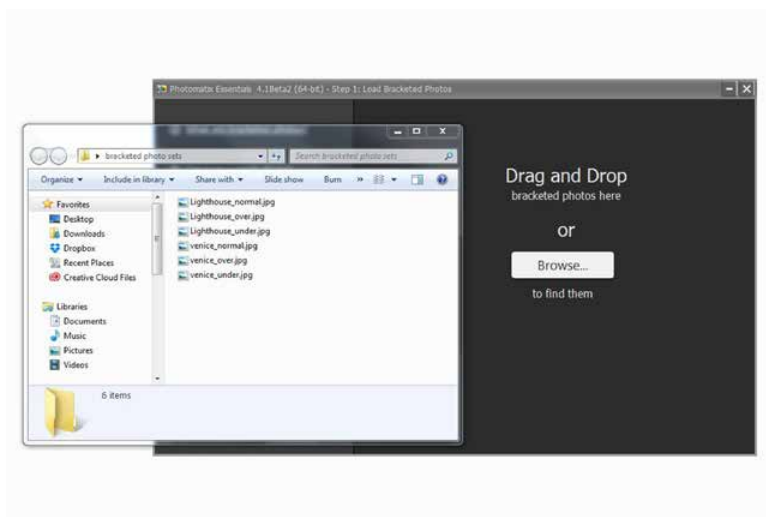 Photomatix Essentials 4.1Beta2 (64-bit) - Step 1: Load Bracketed Photos
bracketed photo sets
Search bracketed photo sets
Organize
Include in library
Share with
Slide show
Burn
»
Favorites
Desktop
Downloads
Dropbox
Recent Places
Creative Cloud Files
Libraries
Documents
Music
Pictures
Videos
Lighthouse_normal.jpg
Lighthouse_over.jpg
Lighthouse_under.jpg
venice_normal.jpg
venice_over.jpg
venice_under.jpg
6 items
Drag and Drop
bracketed photos here
or
Browse...
to find them